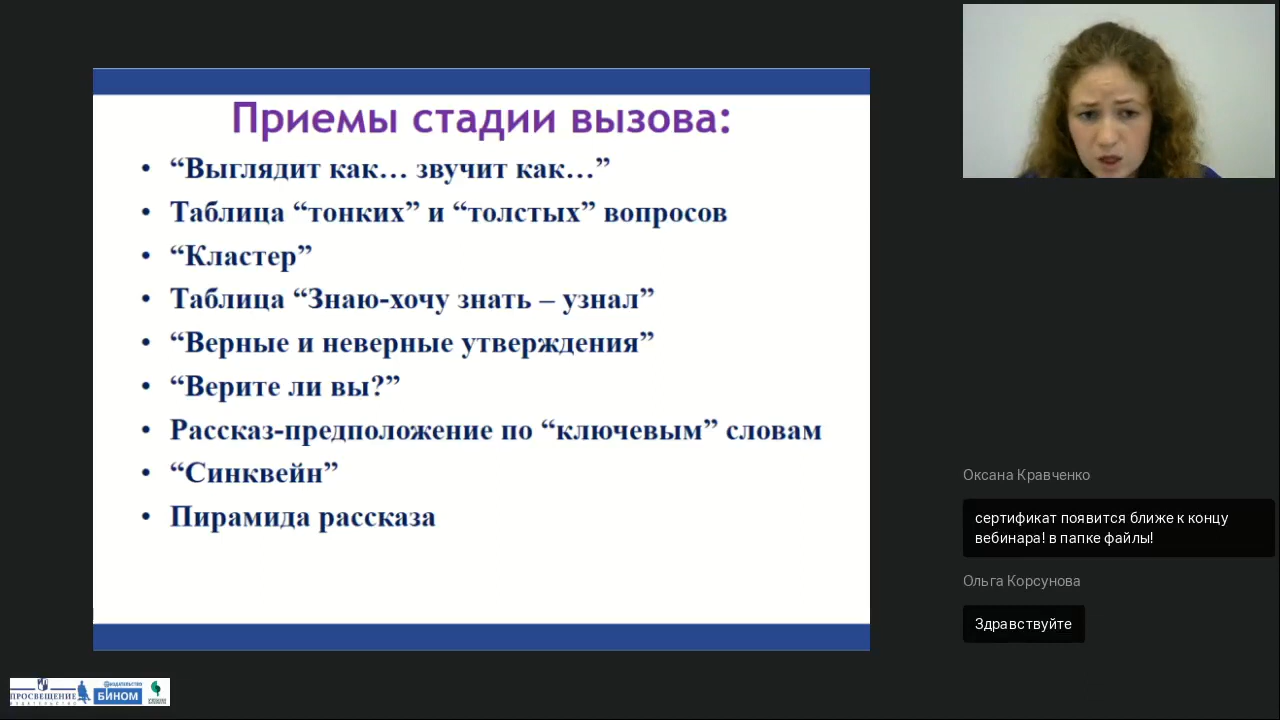 Приемы стадии вызова:
• “Выглядит как… звучит как…”
• Таблица “тонких” и “толстых” вопросов
• “Кластер”
• Таблица “Знаю-хочу знать – узнал”
• “Верные и неверные утверждения”
• “Верите ли вы?”
• Рассказ-предположение по “ключевым” словам
• “Синквейн”
• Пирамида рассказа
Оксана Кравченко
сертификат появится ближе к концу
вебинара! в папке файлы!
Ольга Корсунова
Здравствуйте
ПРОСВЕЩЕНИЕ
ИЗДАТЕЛЬСТВО
ИЗДАТЕЛЬСТВО
БИНОМ